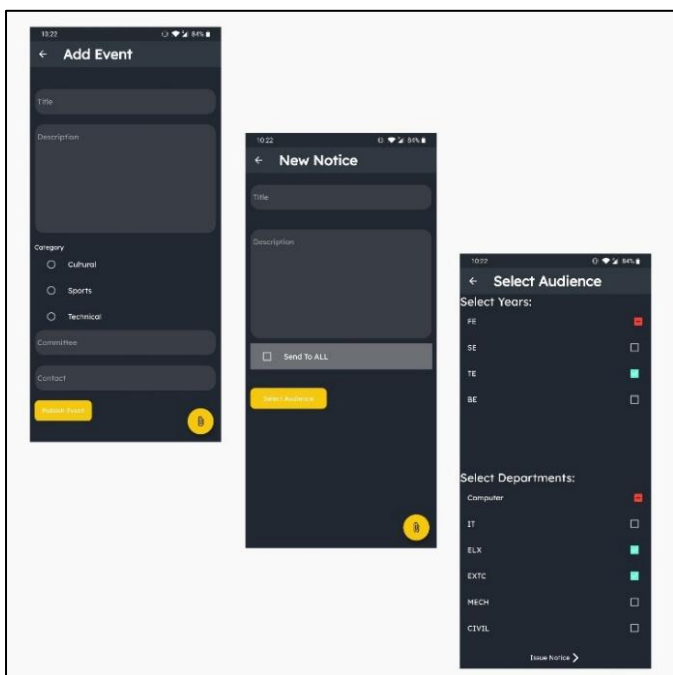 10:22
84%
Add Event
Title
Description
Category
Cultural
Sports
Technical
Committee
Contact
Publish Event
10:22
84%
New Notice
Title
Description
Send To ALL
Select Audience
10:22
84%
Select Audience
Select Years:
FE
SE
TE
BE
Select Departments:
Computer
IT
ELX
EXTC
MECH
CIVIL
Issue Notice